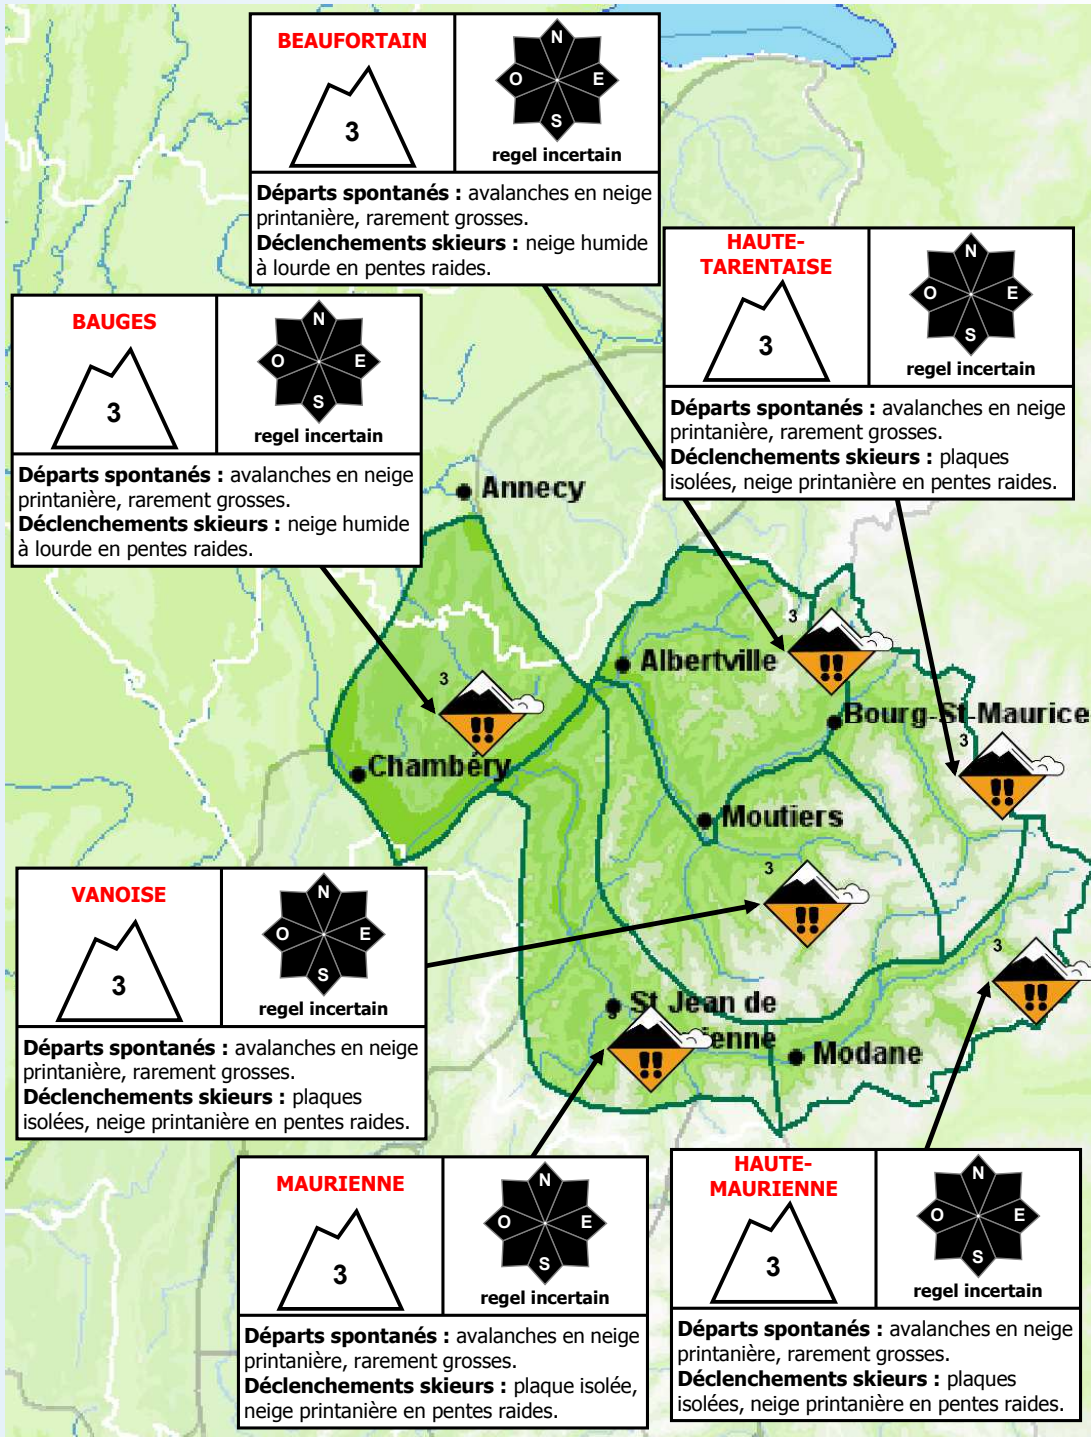 BEAUFORTAIN
3
N
O
E
S
regel incertain
Départs spontanés : avalanches en neige
printanière, rarement grosses.
Déclenchements skieurs : neige humide
à lourde en pentes raides.
HAUTE-
TARENTAISE
3
N
O
E
S
regel incertain
Départs spontanés : avalanches en neige
printanière, rarement grosses.
Déclenchements skieurs : plaques
isolées, neige printanière en pentes raides.
BAUGES
3
N
O
E
S
regel incertain
Départs spontanés : avalanches en neige
printanière, rarement grosses.
Déclenchements skieurs : neige humide
à lourde en pentes raides.
Annecy
3
Albertville
!!
3
!!
Bourg-St-Maurice
3
!!
Chambéry
Moutiers
3
!!
VANOISE
3
N
O
E
S
regel incertain
Départs spontanés : avalanches en neige
printanière, rarement grosses.
Déclenchements skieurs : plaques
isolées, neige printanière en pentes raides.
3
!!
St Jean de
ienne
!!
Modane
MAURIENNE
3
N
O
E
S
regel incertain
Départs spontanés : avalanches en neige
printanière, rarement grosses.
Déclenchements skieurs : plaque isolée,
neige printanière en pentes raides.
HAUTE-
MAURIENNE
3
N
O
E
S
regel incertain
Départs spontanés : avalanches en neige
printanière, rarement grosses.
Déclenchements skieurs : plaques
isolées, neige printanière en pentes raides.